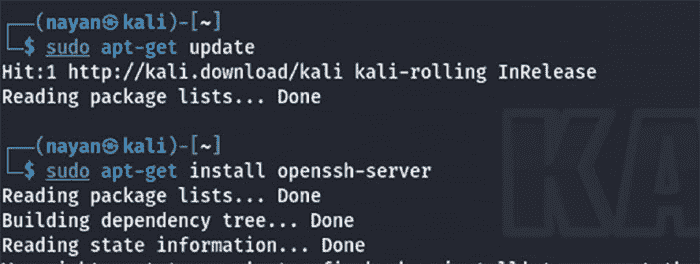 ┌──(nayan㉿kali)-[~]
└─$ sudo apt-get update
Hit:1 http://kali.download/kali kali-rolling InRelease
Reading package lists... Done
┌──(nayan㉿kali)-[~]
└─$ sudo apt-get install openssh-server
Reading package lists... Done
Building dependency tree... Done
Reading state information... Done
KA